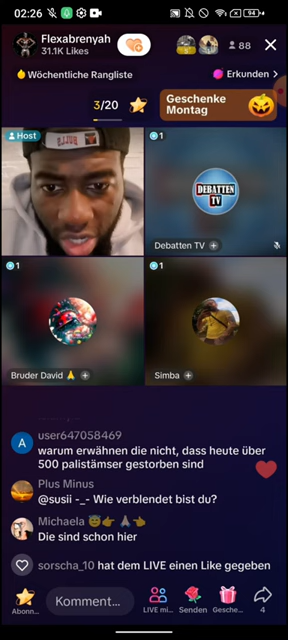 02:26
94
Flexabrenyah
31.1K Likes
88
Wöchentliche Rangliste
Erkunden >
3/20
Geschenke
Montag
Host
BULLS
1
DEBATTEN
TV
Debatten TV
1
Bruder David 🙏
1
Simba
user647058469
A
warum erwähnen die nicht, dass heute über
500 palistämser gestorben sind
Plus Minus
@susii -_- Wie verblendet bist du?
Michaela 😇👉🙏👈
Die sind schon hier
sorscha_10 hat dem LIVE einen Like gegeben
Abonn...
Komment...
LIVE mi...
Senden
Gesche...
4